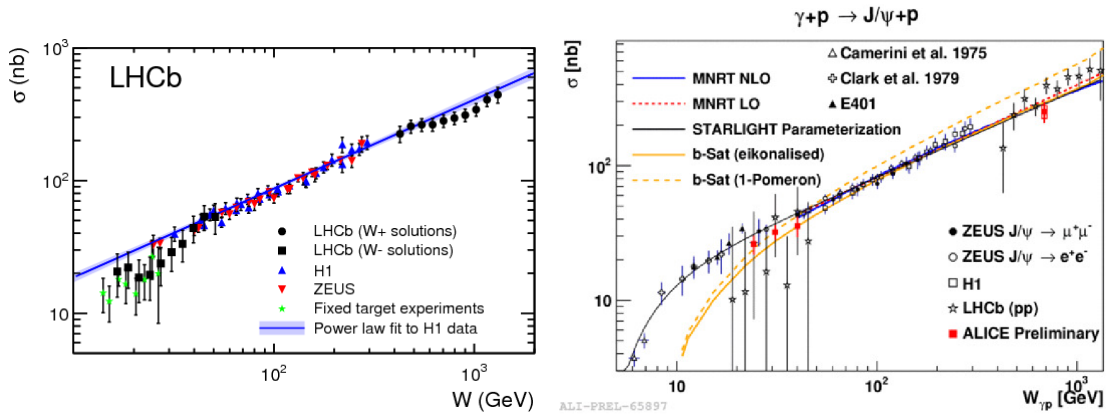 σ (nb)
10³
10²
10
LHCb
LHCb (W+ solutions)
LHCb (W- solutions)
H1
ZEUS
Fixed target experiments
Power law fit to H1 data
10²
10³
W (GeV)
γ+p → J/ψ+p
σ [nb]
10²
10
MNRT NLO
MNRT LO
STARLIGHT Parameterization
b-Sat (eikonalised)
b-Sat (1-Pomeron)
Camerini et al. 1975
Clark et al. 1979
E401
ZEUS J/ψ → μ⁺μ⁻
ZEUS J/ψ → e⁺e⁻
H1
LHCb (pp)
ALICE Preliminary
10
10²
10³
Wγp [GeV]
ALI-PREL-65897